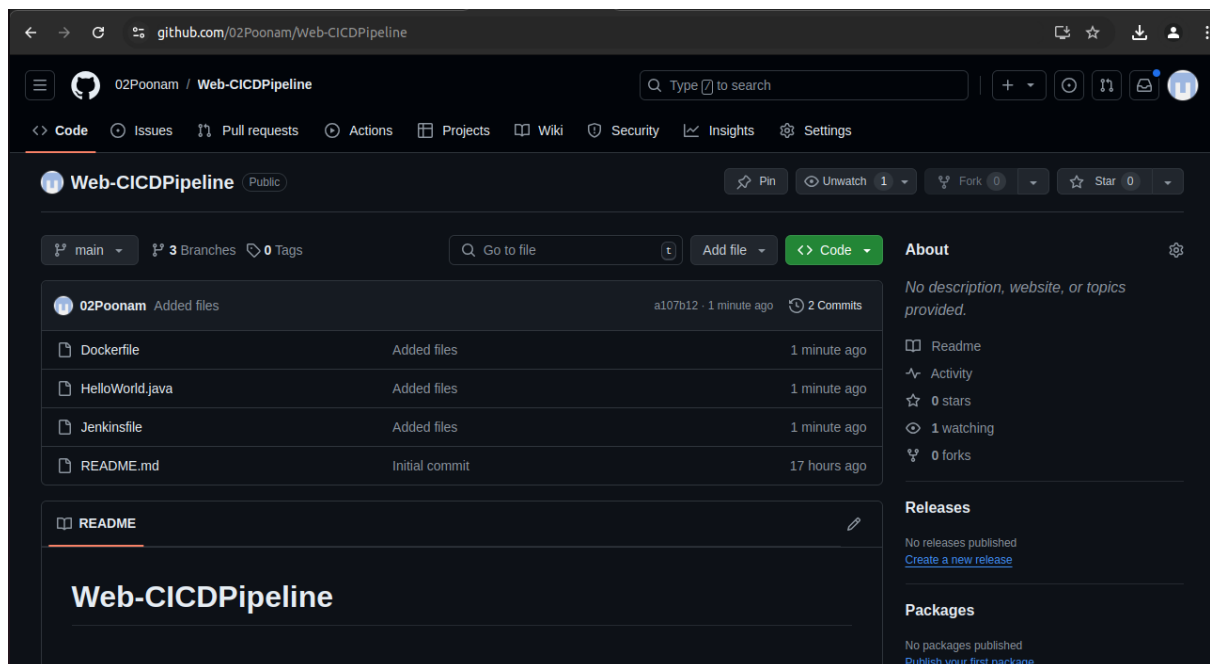 github.com/02Poonam/Web-CICDPipeline
02Poonam / Web-CICDPipeline
Type / to search
Code Issues Pull requests Actions Projects Wiki Security Insights Settings
Web-CICDPipeline Public
Pin Unwatch 1 Fork 0 Star 0
main 3 Branches 0 Tags
Go to file t
Add file Code
02Poonam Added files a107b12 · 1 minute ago 2 Commits
Dockerfile Added files 1 minute ago
HelloWorld.java Added files 1 minute ago
Jenkinsfile Added files 1 minute ago
README.md Initial commit 17 hours ago
README
Web-CICDPipeline
About
No description, website, or topics
provided.
Readme
Activity
0 stars
1 watching
0 forks
Releases
No releases published
Create a new release
Packages
No packages published
Publish your first package